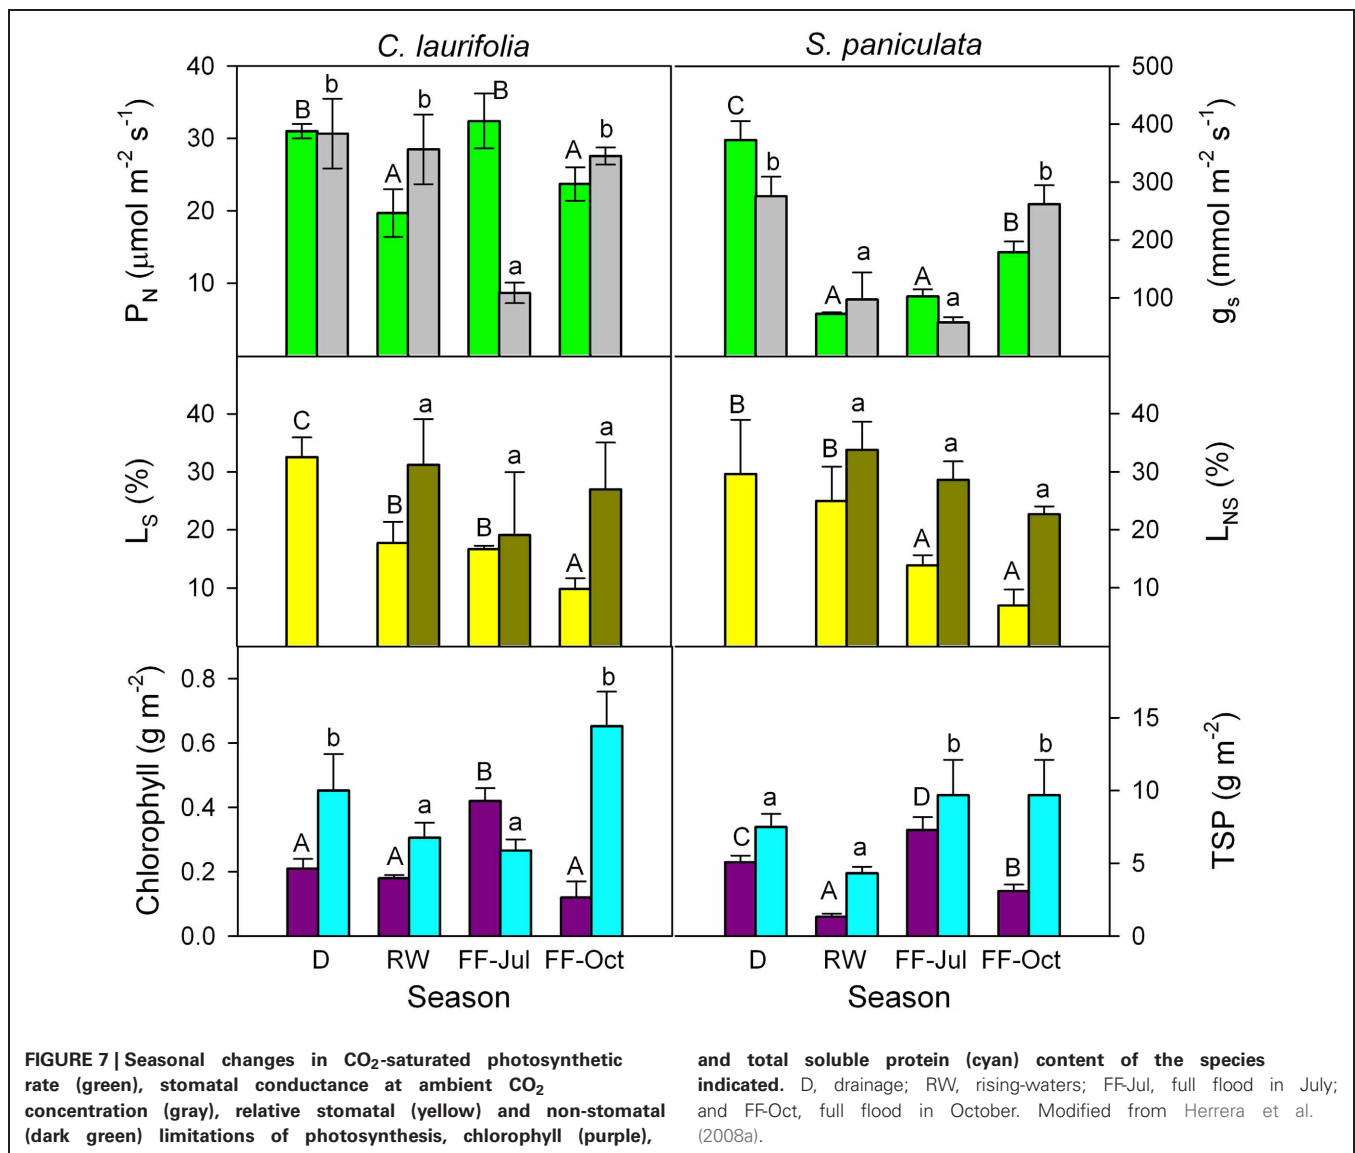 C. laurifolia
S. paniculata
40
30
20
10
P_N (μmol m⁻² s⁻¹)
B
b
A
b
B
a
A
b
C
b
A
a
A
a
B
b
500
400
300
200
100
g_s (mmol m⁻² s⁻¹)
40
30
20
10
L_S (%)
C
B
a
B
a
A
a
B
B
a
A
a
A
a
40
30
20
10
L_NS (%)
0.8
0.6
0.4
0.2
0.0
Chlorophyll (g m⁻²)
A
b
A
a
B
a
A
b
C
a
A
a
D
b
B
b
15
10
5
0
TSP (g m⁻²)
D RW FF-Jul FF-Oct
D RW FF-Jul FF-Oct
Season
Season
FIGURE 7 | Seasonal changes in CO₂-saturated photosynthetic
rate (green), stomatal conductance at ambient CO₂
concentration (gray), relative stomatal (yellow) and non-stomatal
(dark green) limitations of photosynthesis, chlorophyll (purple),
and total soluble protein (cyan) content of the species
indicated. D, drainage; RW, rising-waters; FF-Jul, full flood in July;
and FF-Oct, full flood in October. Modified from Herrera et al.
(2008a).